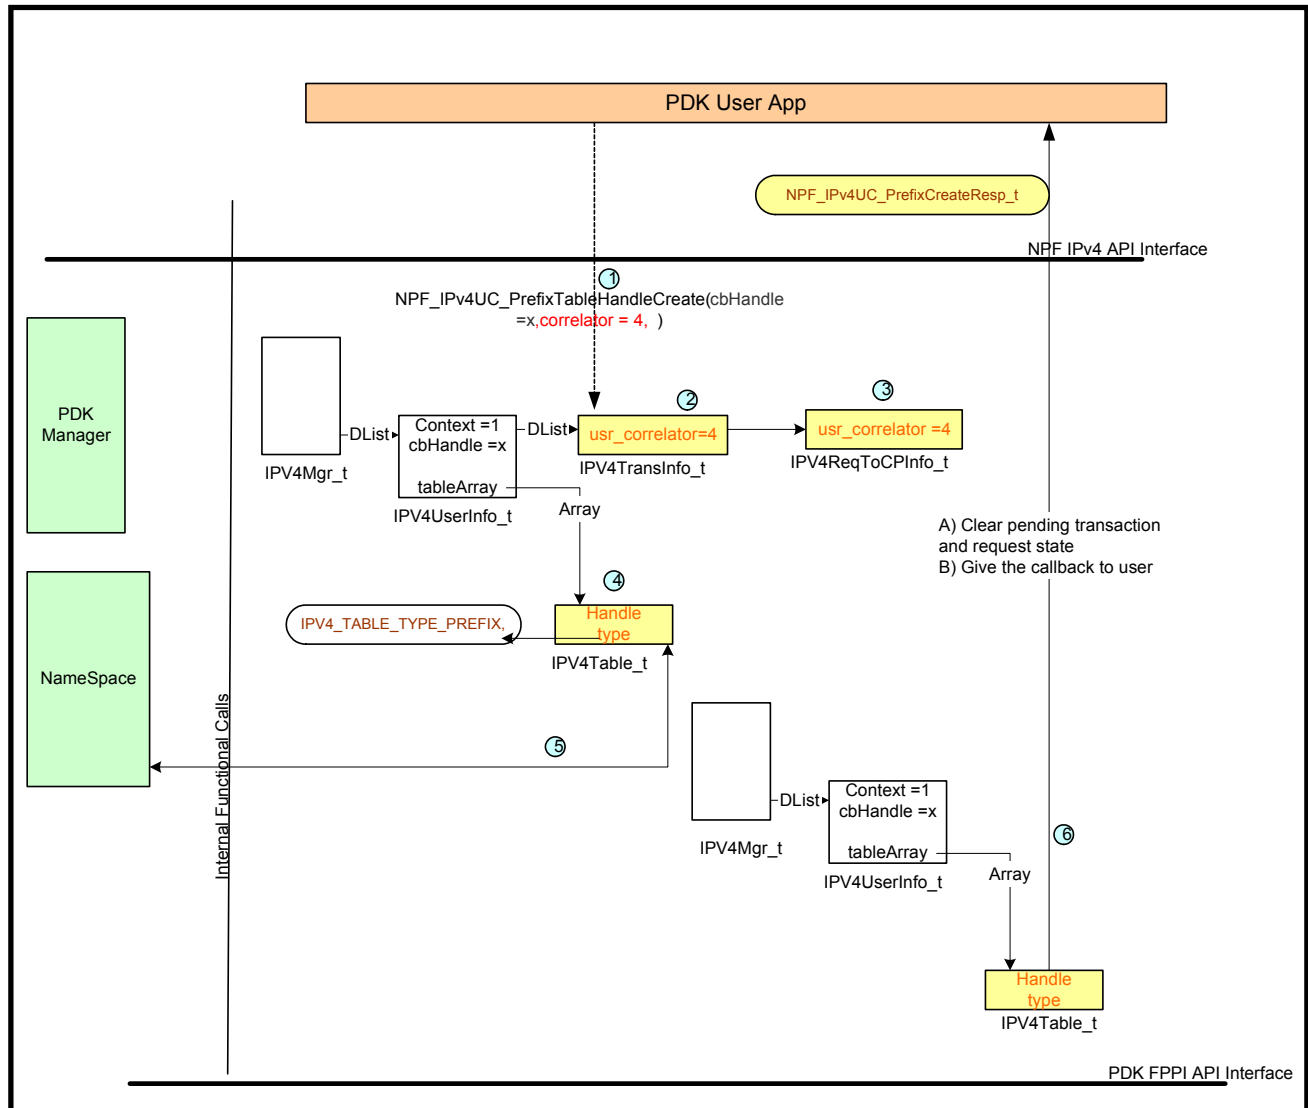 PDK User App
NPF_IPv4UC_PrefixCreateResp_t
NPF IPv4 API Interface
1
NPF_IPv4UC_PrefixTableHandleCreate(cbHandle
=x,correlator = 4,  )
PDK
Manager
2
3
Context =1
cbHandle =x
tableArray
DList
DList
usr_correlator=4
usr_correlator =4
IPV4Mgr_t
IPV4TransInfo_t
IPV4ReqToCPInfo_t
IPV4UserInfo_t
Array
A) Clear pending transaction
and request state
B) Give the callback to user
4
Handle
type
IPV4_TABLE_TYPE_PREFIX,
IPV4Table_t
NameSpace
Internal Functional Calls
5
DList
Context =1
cbHandle =x
tableArray
6
IPV4Mgr_t
IPV4UserInfo_t
Array
Handle
type
IPV4Table_t
PDK FPPI API Interface